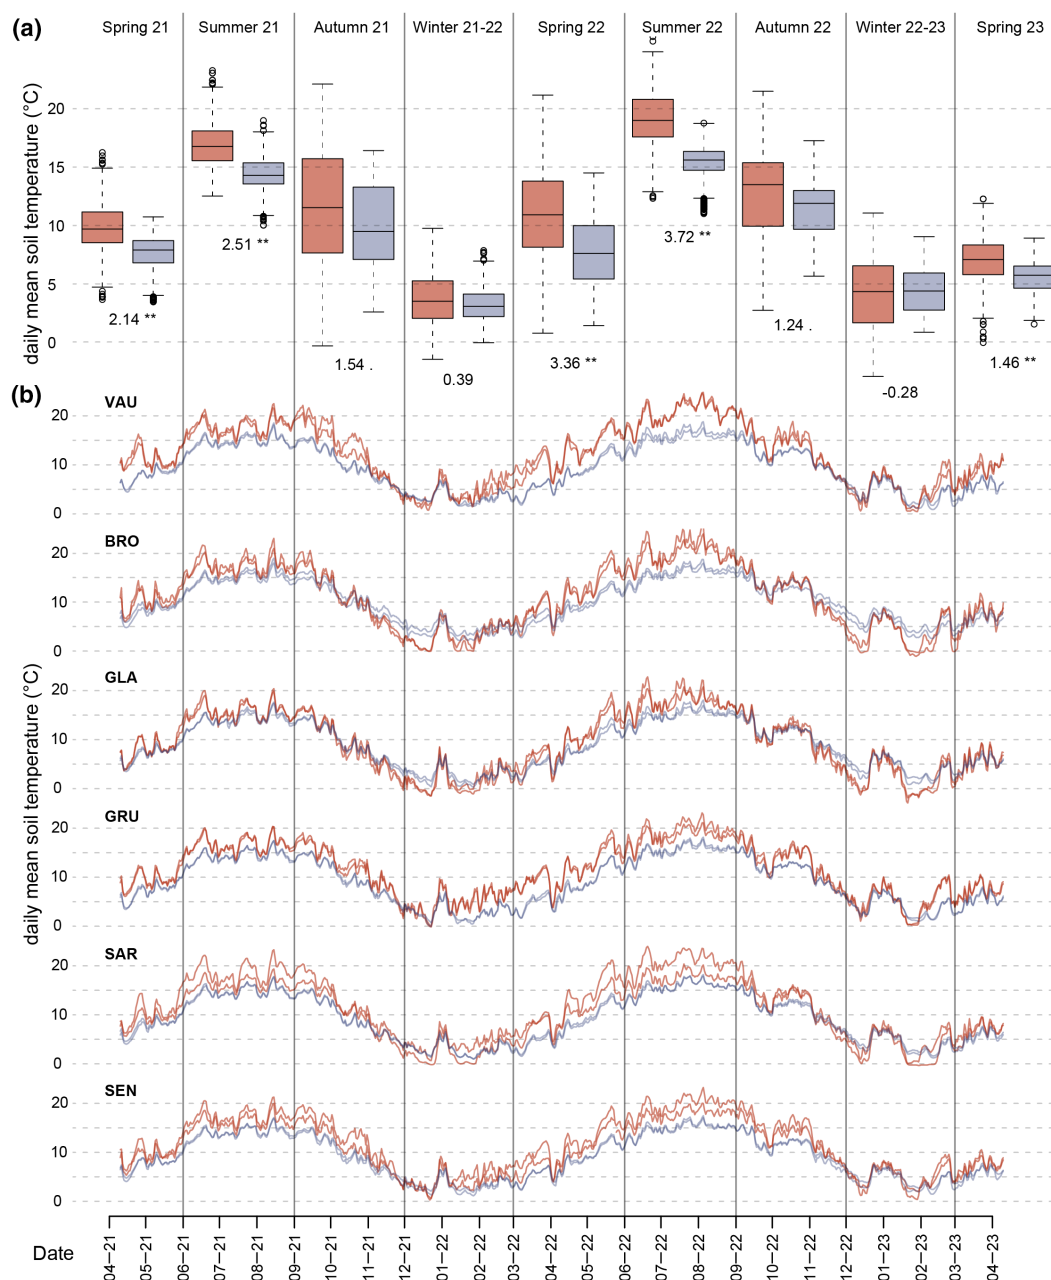 (a)
Spring 21 Summer 21 Autumn 21 Winter 21-22 Spring 22 Summer 22 Autumn 22 Winter 22-23 Spring 23
daily mean soil temperature (°C)
20
15
10
5
0
2.14 **
2.51 **
1.54 .
0.39
3.36 **
3.72 **
1.24 .
-0.28
1.46 **
(b)
daily mean soil temperature (°C)
VAU
20
10
0
BRO
20
10
0
GLA
20
10
0
GRU
20
10
0
SAR
20
10
0
SEN
20
10
0
Date
04–21 05–21 06–21 07–21 08–21 09–21 10–21 11–21 12–21 01–22 02–22 03–22 04–22 05–22 06–22 07–22 08–22 09–22 10–22 11–22 12–22 01–23 02–23 03–23 04–23